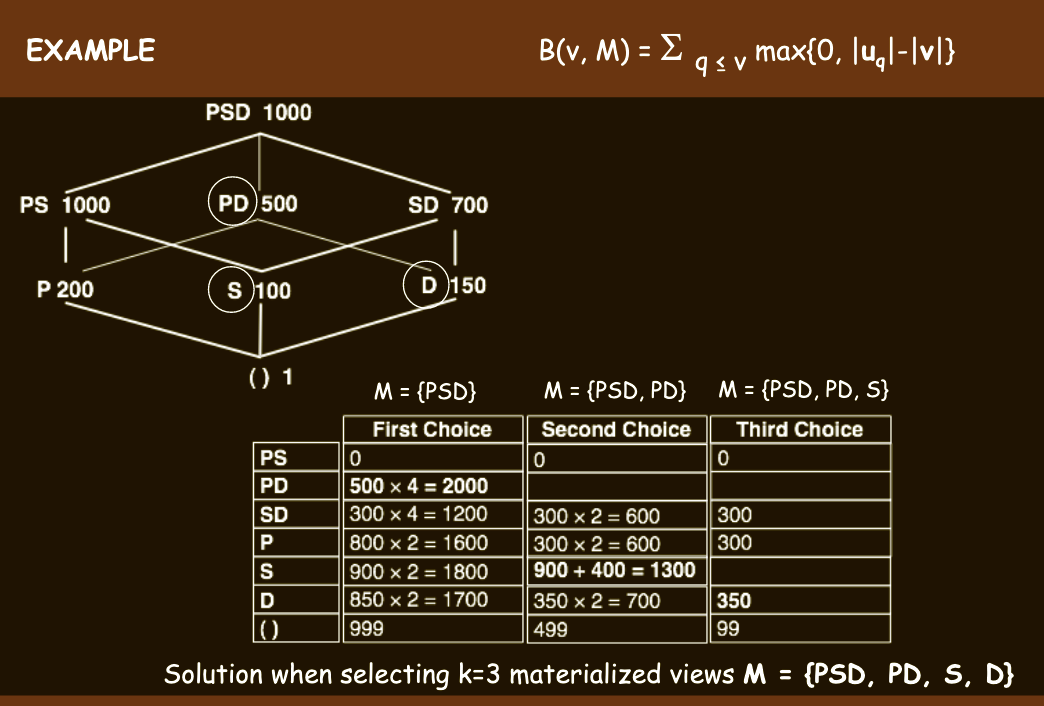 EXAMPLE
B(v, M) = Σ q ≤ v max{0, |uq|-|v|}
PSD 1000
PS 1000 PD 500 SD 700
P 200 S 100 D 150
( ) 1
M = {PSD} M = {PSD, PD} M = {PSD, PD, S}
First Choice Second Choice Third Choice
PS 0 0 0
PD 500 × 4 = 2000
SD 300 × 4 = 1200 300 × 2 = 600 300
P 800 × 2 = 1600 300 × 2 = 600 300
S 900 × 2 = 1800 900 + 400 = 1300
D 850 × 2 = 1700 350 × 2 = 700 350
( ) 999 499 99
Solution when selecting k=3 materialized views M = {PSD, PD, S, D}